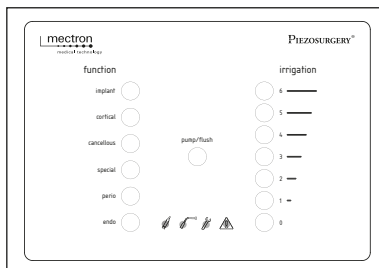 mectron
medical technology
PIEZOSURGERY®
function
irrigation
implant
cortical
cancellous
special
perio
endo
pump/flush
6
5
4
3
2
1
0